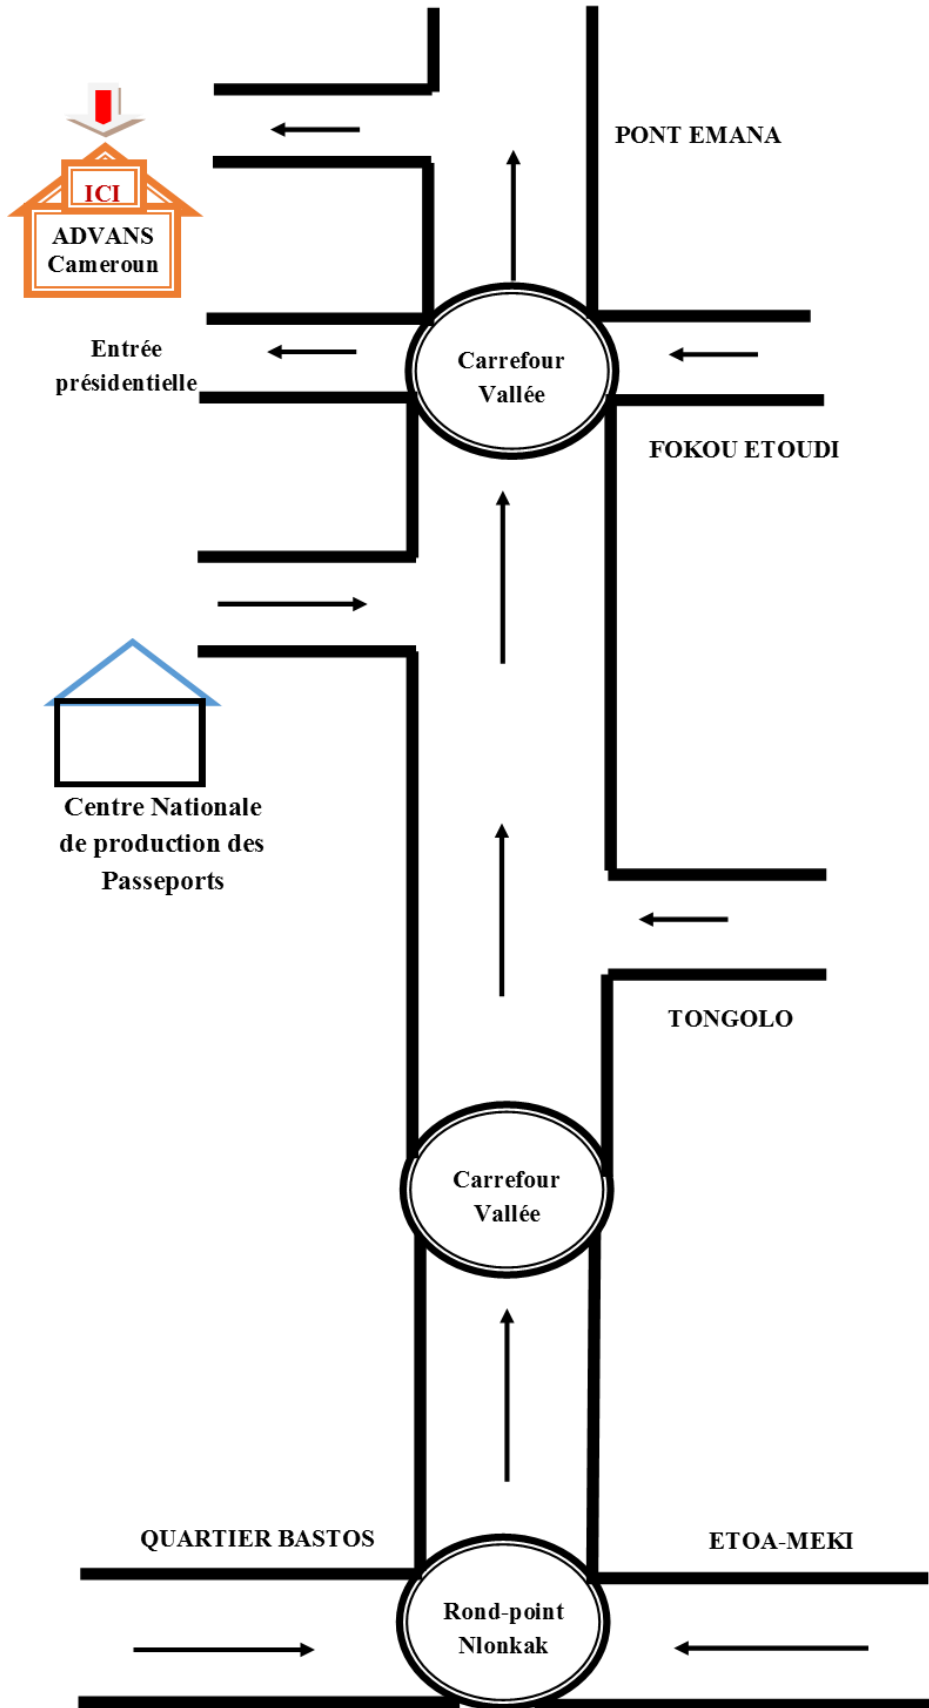 PONT EMANA
ICI
ADVANS
Cameroun
Entrée
présidentielle
Carrefour
Vallée
FOKOU ETOUDI
Centre Nationale
de production des
Passeports
TONGOLO
Carrefour
Vallée
QUARTIER BASTOS
ETOA-MEKI
Rond-point
Nlonkak